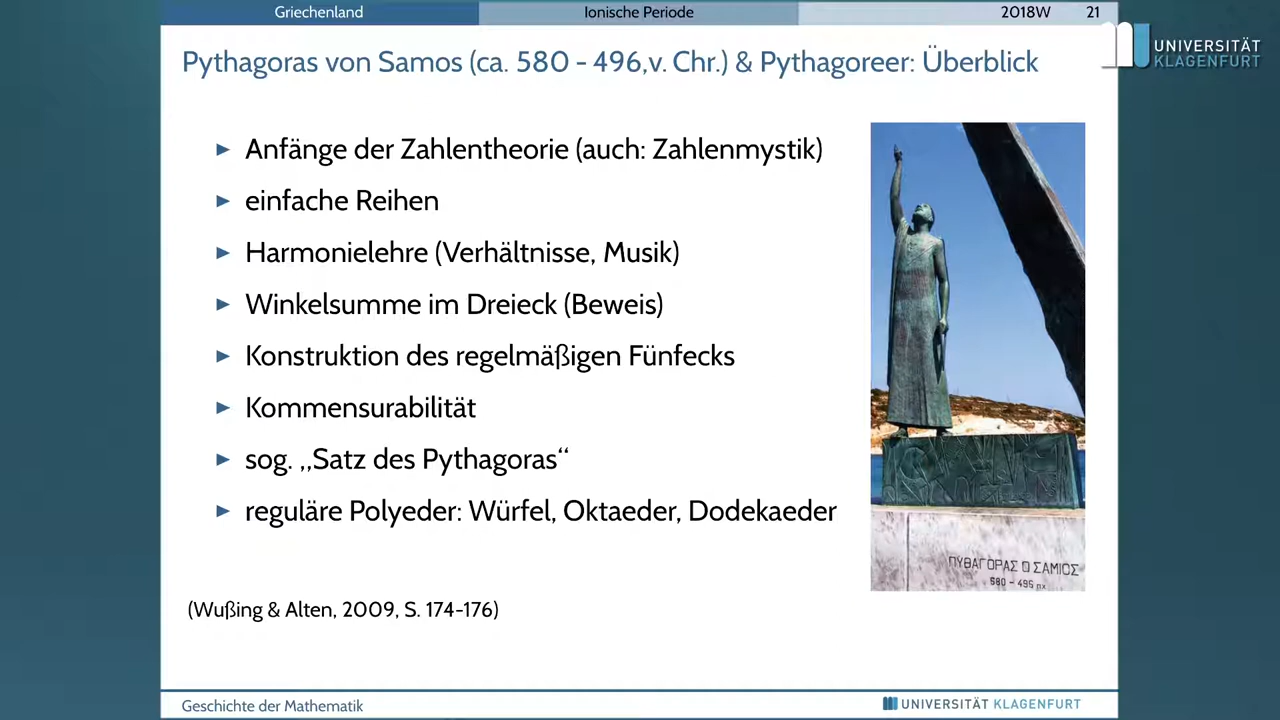 Griechenland Ionische Periode 2018W 21
UNIVERSITÄT
KLAGENFURT
Pythagoras von Samos (ca. 580 - 496,v. Chr.) & Pythagoreer: Überblick
Anfänge der Zahlentheorie (auch: Zahlenmystik)
einfache Reihen
Harmonielehre (Verhältnisse, Musik)
Winkelsumme im Dreieck (Beweis)
Konstruktion des regelmäßigen Fünfecks
Kommensurabilität
sog. ,,Satz des Pythagoras“
reguläre Polyeder: Würfel, Oktaeder, Dodekaeder
ΠΥΘΑΓΟΡΑΣ Ο ΣΑΜΙΟΣ
580 - 496 πχ
(Wußing & Alten, 2009, S. 174-176)
Geschichte der Mathematik UNIVERSITÄT KLAGENFURT